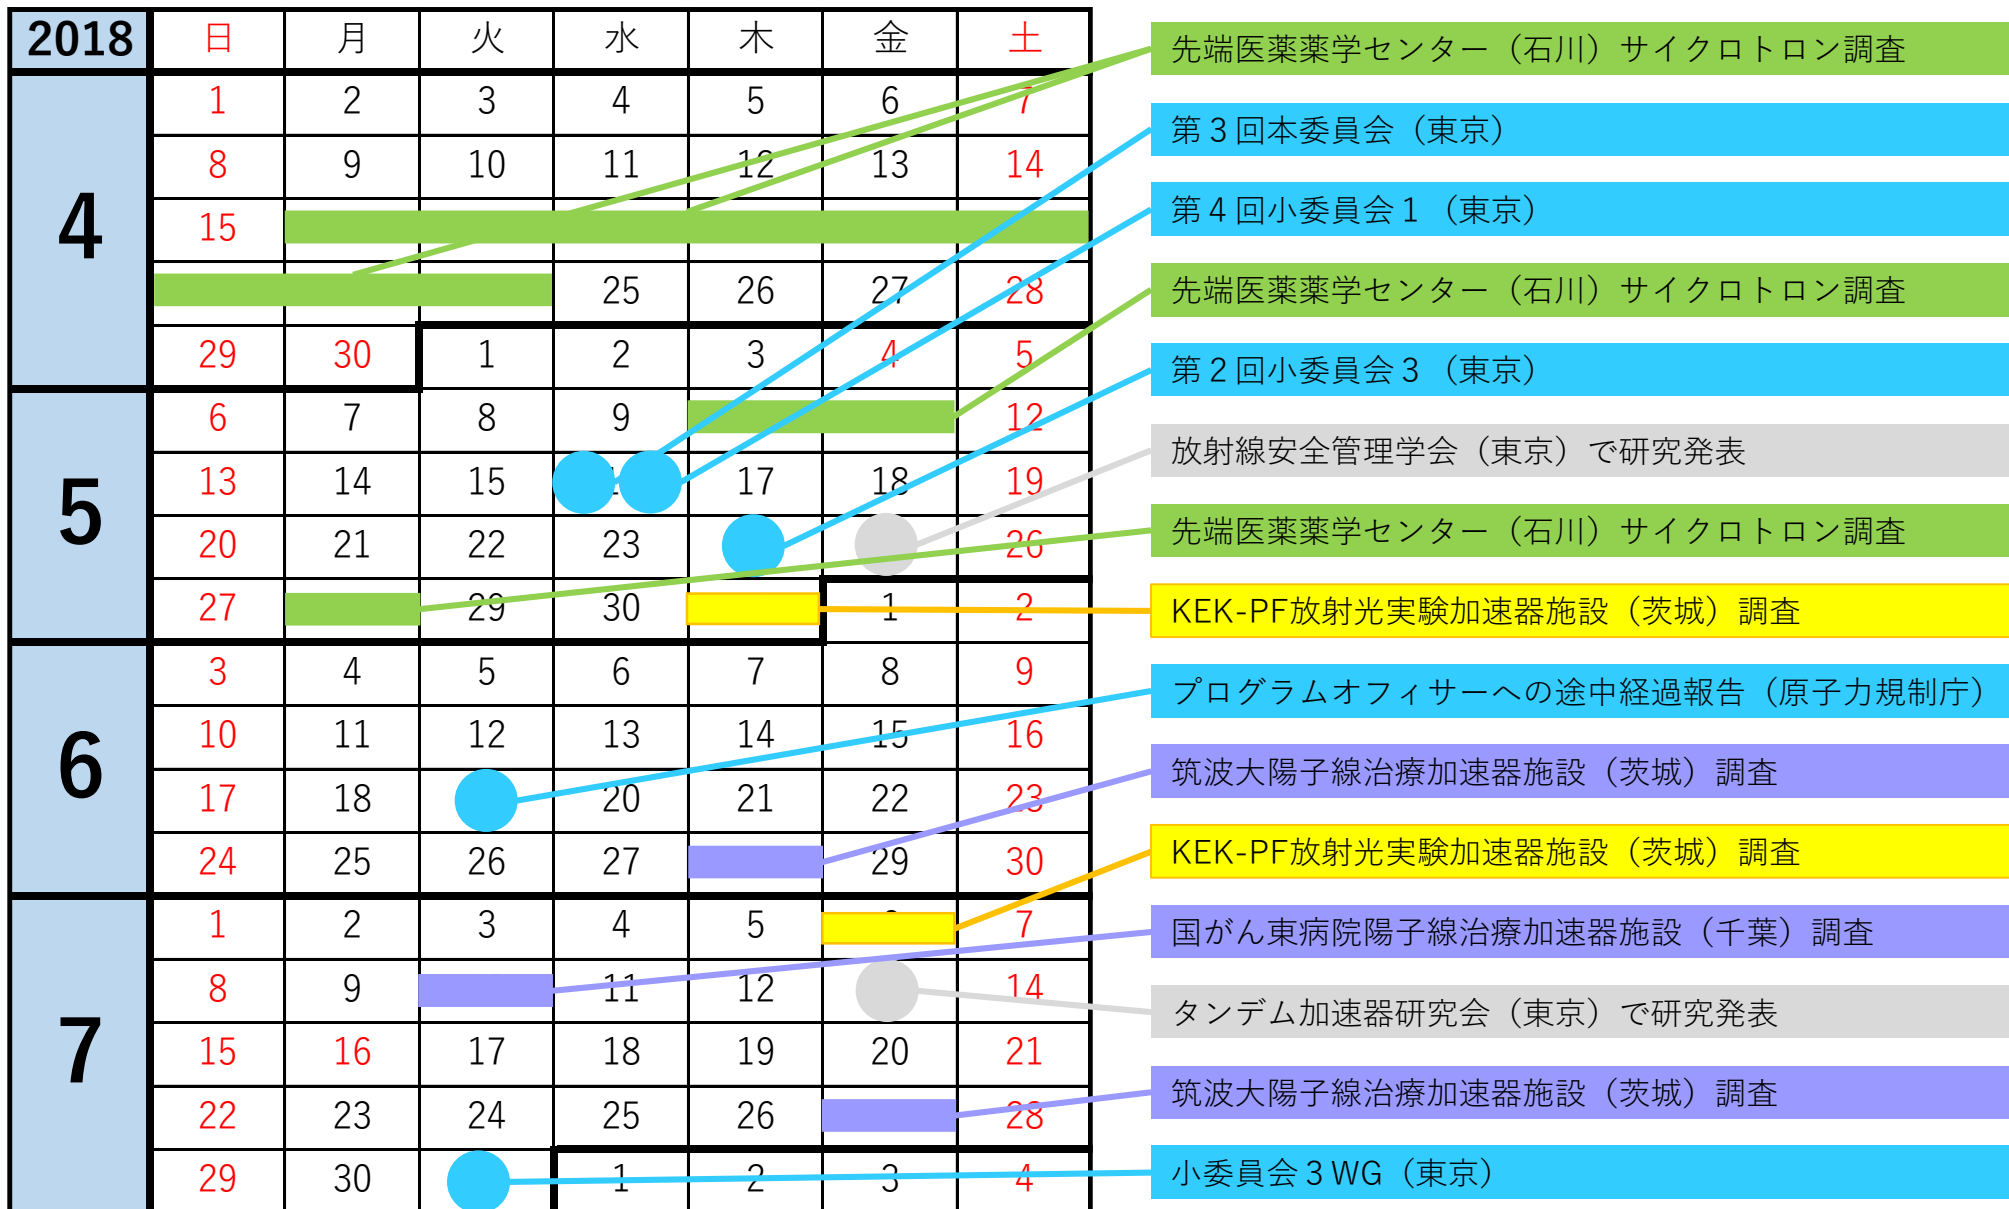 2018 日 月 火 水 木 金 土
4
1 2 3 4 5 6 7
8 9 10 11 12 13 14
15
25 26 27 28
29 30 1 2 3 4 5
5
6 7 8 9 12
13 14 15 17 18 19
20 21 22 23 26
27 29 30 1 2
6
3 4 5 6 7 8 9
10 11 12 13 14 15 16
17 18 20 21 22 23
24 25 26 27 29 30
7
1 2 3 4 5 7
8 9 11 12 14
15 16 17 18 19 20 21
22 23 24 25 26 28
29 30 1 2 3 4
先端医薬薬学センター（石川）サイクロトロン調査
第３回本委員会（東京）
第４回小委員会１（東京）
先端医薬薬学センター（石川）サイクロトロン調査
第２回小委員会３（東京）
放射線安全管理学会（東京）で研究発表
先端医薬薬学センター（石川）サイクロトロン調査
KEK-PF放射光実験加速器施設（茨城）調査
プログラムオフィサーへの途中経過報告（原子力規制庁）
筑波大陽子線治療加速器施設（茨城）調査
KEK-PF放射光実験加速器施設（茨城）調査
国がん東病院陽子線治療加速器施設（千葉）調査
タンデム加速器研究会（東京）で研究発表
筑波大陽子線治療加速器施設（茨城）調査
小委員会３WG（東京）